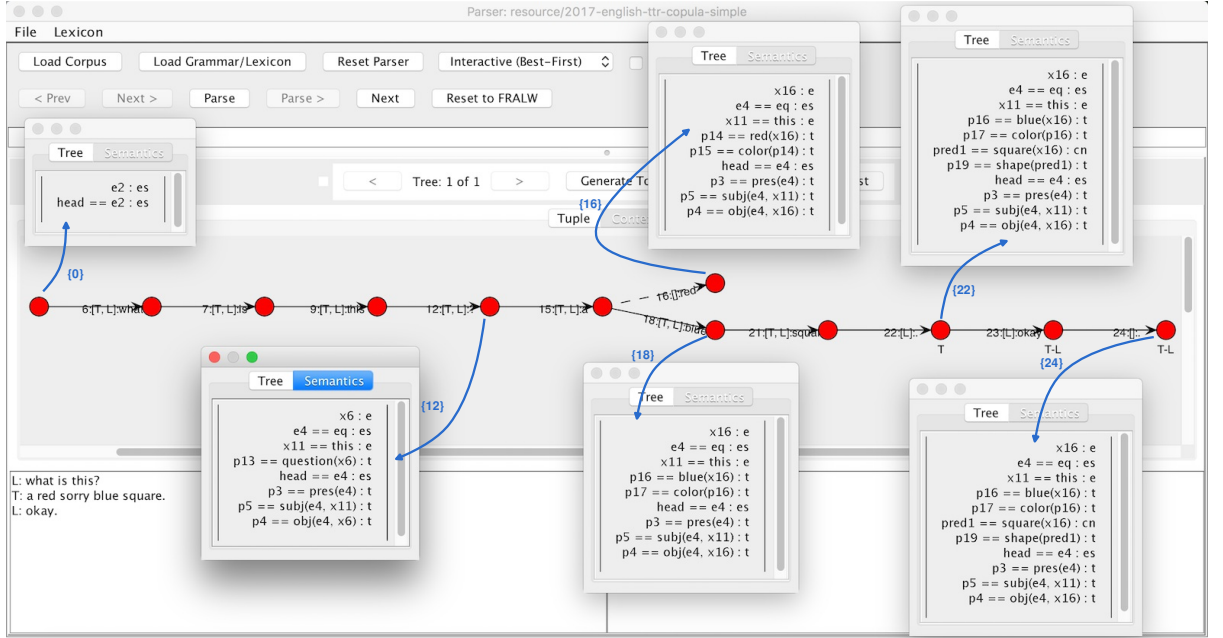 Parser: resource/2017-english-ttr-copula-simple
File Lexicon
Load Corpus Load Grammar/Lexicon Reset Parser Interactive (Best-First)
< Prev Next > Parse Parse > Next Reset to FRALW
Tree Semantics
e2 : es
head == e2 : es
{0}
< Tree: 1 of 1 >
Tuple
Tree Semantics
x16 : e
e4 == eq : es
x11 == this : e
p14 == red(x16) : t
p15 == color(p14) : t
head == e4 : es
p3 == pres(e4) : t
p5 == subj(e4, x11) : t
p4 == obj(e4, x16) : t
{16}
Tree Semantics
x16 : e
e4 == eq : es
x11 == this : e
p16 == blue(x16) : t
p17 == color(p16) : t
pred1 == square(x16) : cn
p19 == shape(pred1) : t
head == e4 : es
p3 == pres(e4) : t
p5 == subj(e4, x11) : t
p4 == obj(e4, x16) : t
{22}
6:[T, L]:what 7:[T, L]:is 9:[T, L]:this 12:[T, L]:? 15:[T, L]:a
16:[]:red
18:[T, L]:blue 22:[L]:. 23:[L]:okay 24:[]:.
T T-L T-L
Tree Semantics
x6 : e
e4 == eq : es
x11 == this : e
p13 == question(x6) : t
head == e4 : es
p3 == pres(e4) : t
p5 == subj(e4, x11) : t
p4 == obj(e4, x6) : t
{12}
{18}
Tree Semantics
x16 : e
e4 == eq : es
x11 == this : e
p16 == blue(x16) : t
p17 == color(p16) : t
head == e4 : es
p3 == pres(e4) : t
p5 == subj(e4, x11) : t
p4 == obj(e4, x16) : t
{24}
Tree Semantics
x16 : e
e4 == eq : es
x11 == this : e
p16 == blue(x16) : t
p17 == color(p16) : t
pred1 == square(x16) : cn
p19 == shape(pred1) : t
head == e4 : es
p3 == pres(e4) : t
p5 == subj(e4, x11) : t
p4 == obj(e4, x16) : t
L: what is this?
T: a red sorry blue square.
L: okay.